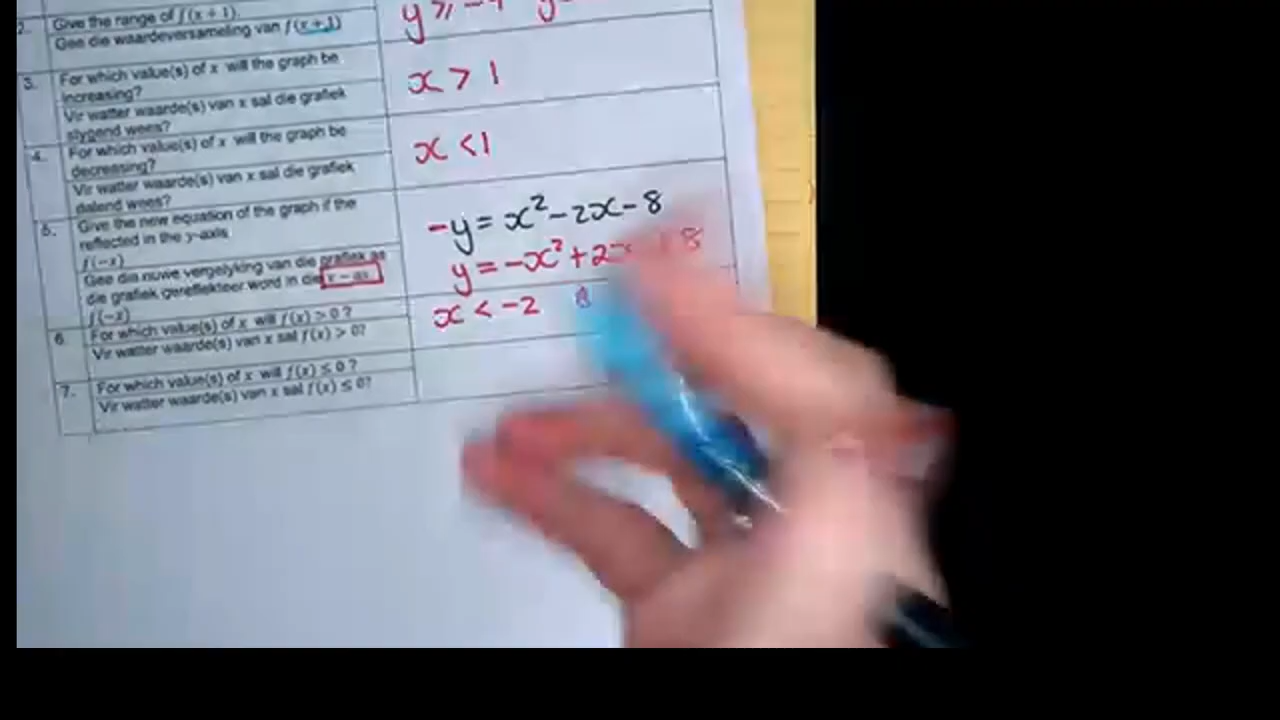 2. Give the range of f(x + 1).
Gee die waardeversameling van f(x + 1)
y ⩾ -
3. For which value(s) of x will the graph be
increasing?
Vir watter waarde(s) van x sal die grafiek
stygend wees?
x > 1
4. For which value(s) of x will the graph be
decreasing?
Vir watter waarde(s) van x sal die grafiek
dalend wees?
x < 1
5. Give the new equation of the graph if the
reflected in the y-axis
f(-x)
Gee die nuwe vergelyking van die grafiek as
die grafiek gereflekteer word in die x - as
f(-x)
-y = x² - 2x - 8
y = -x² + 2x + 8
6. For which value(s) of x will f(x) > 0 ?
Vir watter waarde(s) van x sal f(x) > 0?
x < -2
7. For which value(s) of x will f(x) ≤ 0 ?
Vir watter waarde(s) van x sal f(x) ≤ 0?